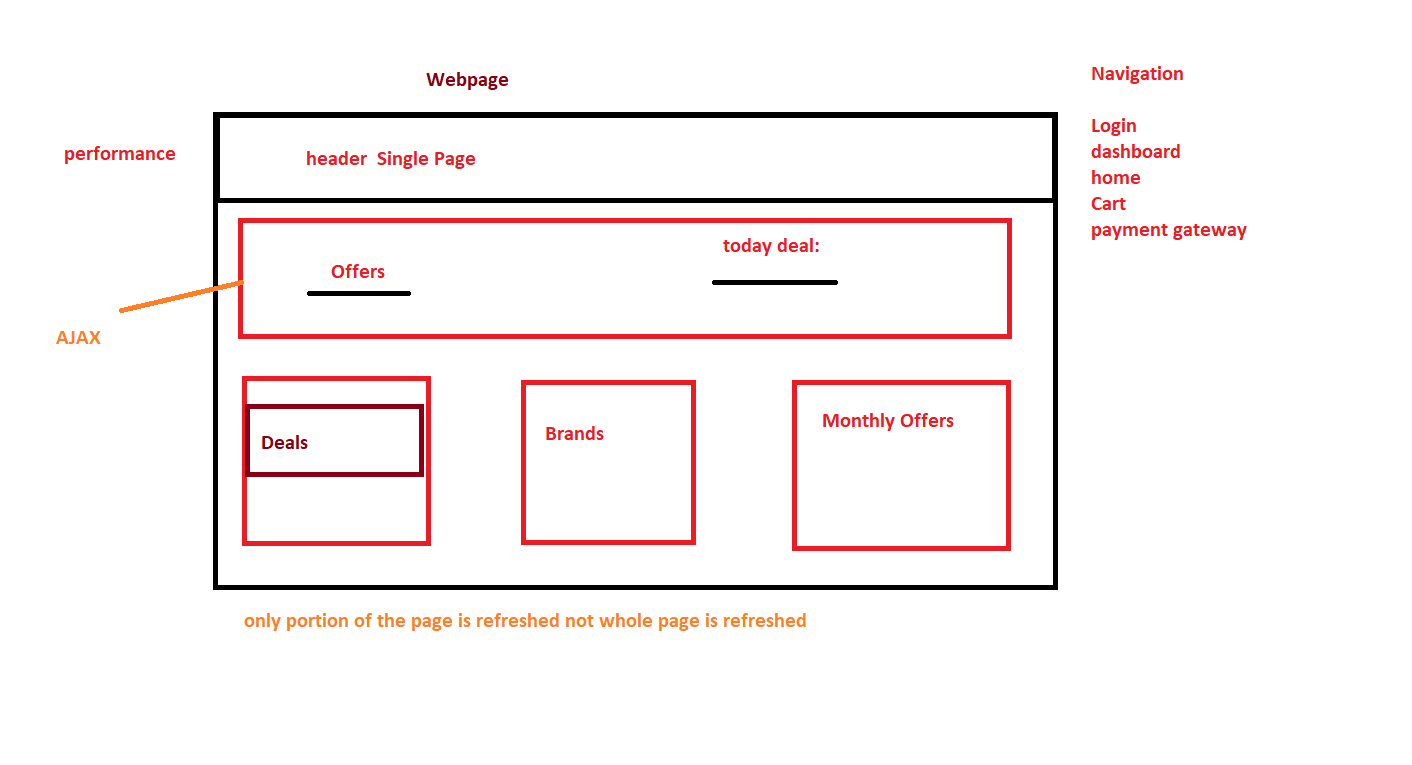 Webpage
Navigation
performance
header  Single Page
Login
dashboard
home
Cart
payment gateway
Offers
today deal:
AJAX
Deals
Brands
Monthly Offers
only portion of the page is refreshed not whole page is refreshed